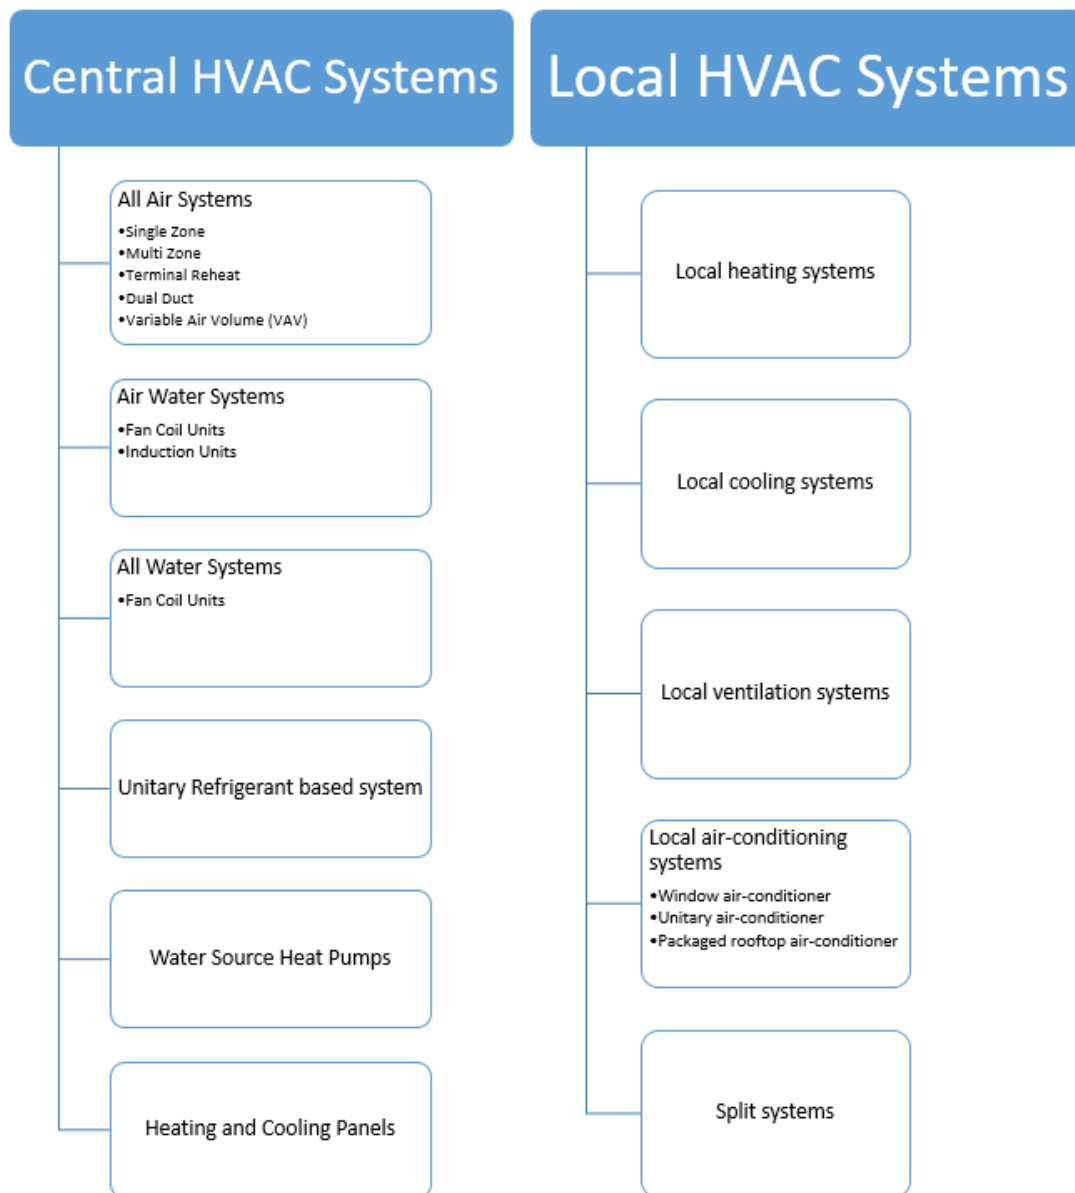 Central HVAC Systems
All Air Systems
•Single Zone
•Multi Zone
•Terminal Reheat
•Dual Duct
•Variable Air Volume (VAV)
Air Water Systems
•Fan Coil Units
•Induction Units
All Water Systems
•Fan Coil Units
Unitary Refrigerant based system
Water Source Heat Pumps
Heating and Cooling Panels
Local HVAC Systems
Local heating systems
Local cooling systems
Local ventilation systems
Local air-conditioning
systems
•Window air-conditioner
•Unitary air-conditioner
•Packaged rooftop air-conditioner
Split systems